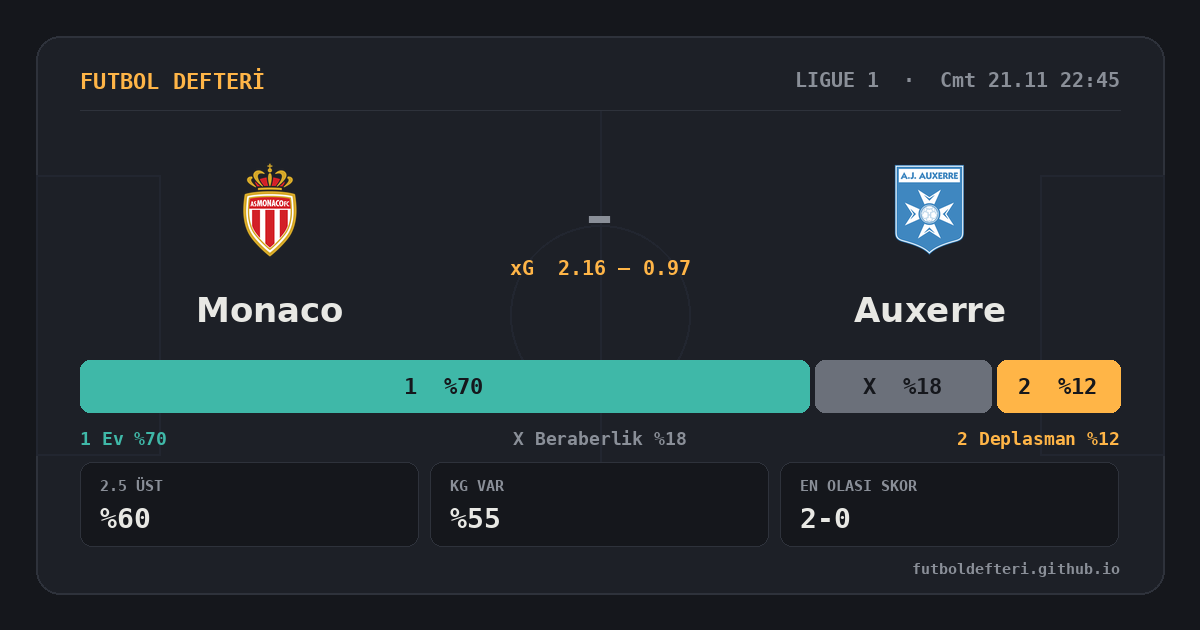 FUTBOL DEFTERİ
LIGUE 1 · Cmt 21.11 22:45
ASMONACOFC
A.J. AUXERRE
–
xG 2.16 – 0.97
Monaco
Auxerre
1 %70
X %18
2 %12
1 Ev %70
X Beraberlik %18
2 Deplasman %12
2.5 ÜST
KG VAR
EN OLASI SKOR
%60
%55
2-0
futboldefteri.github.io